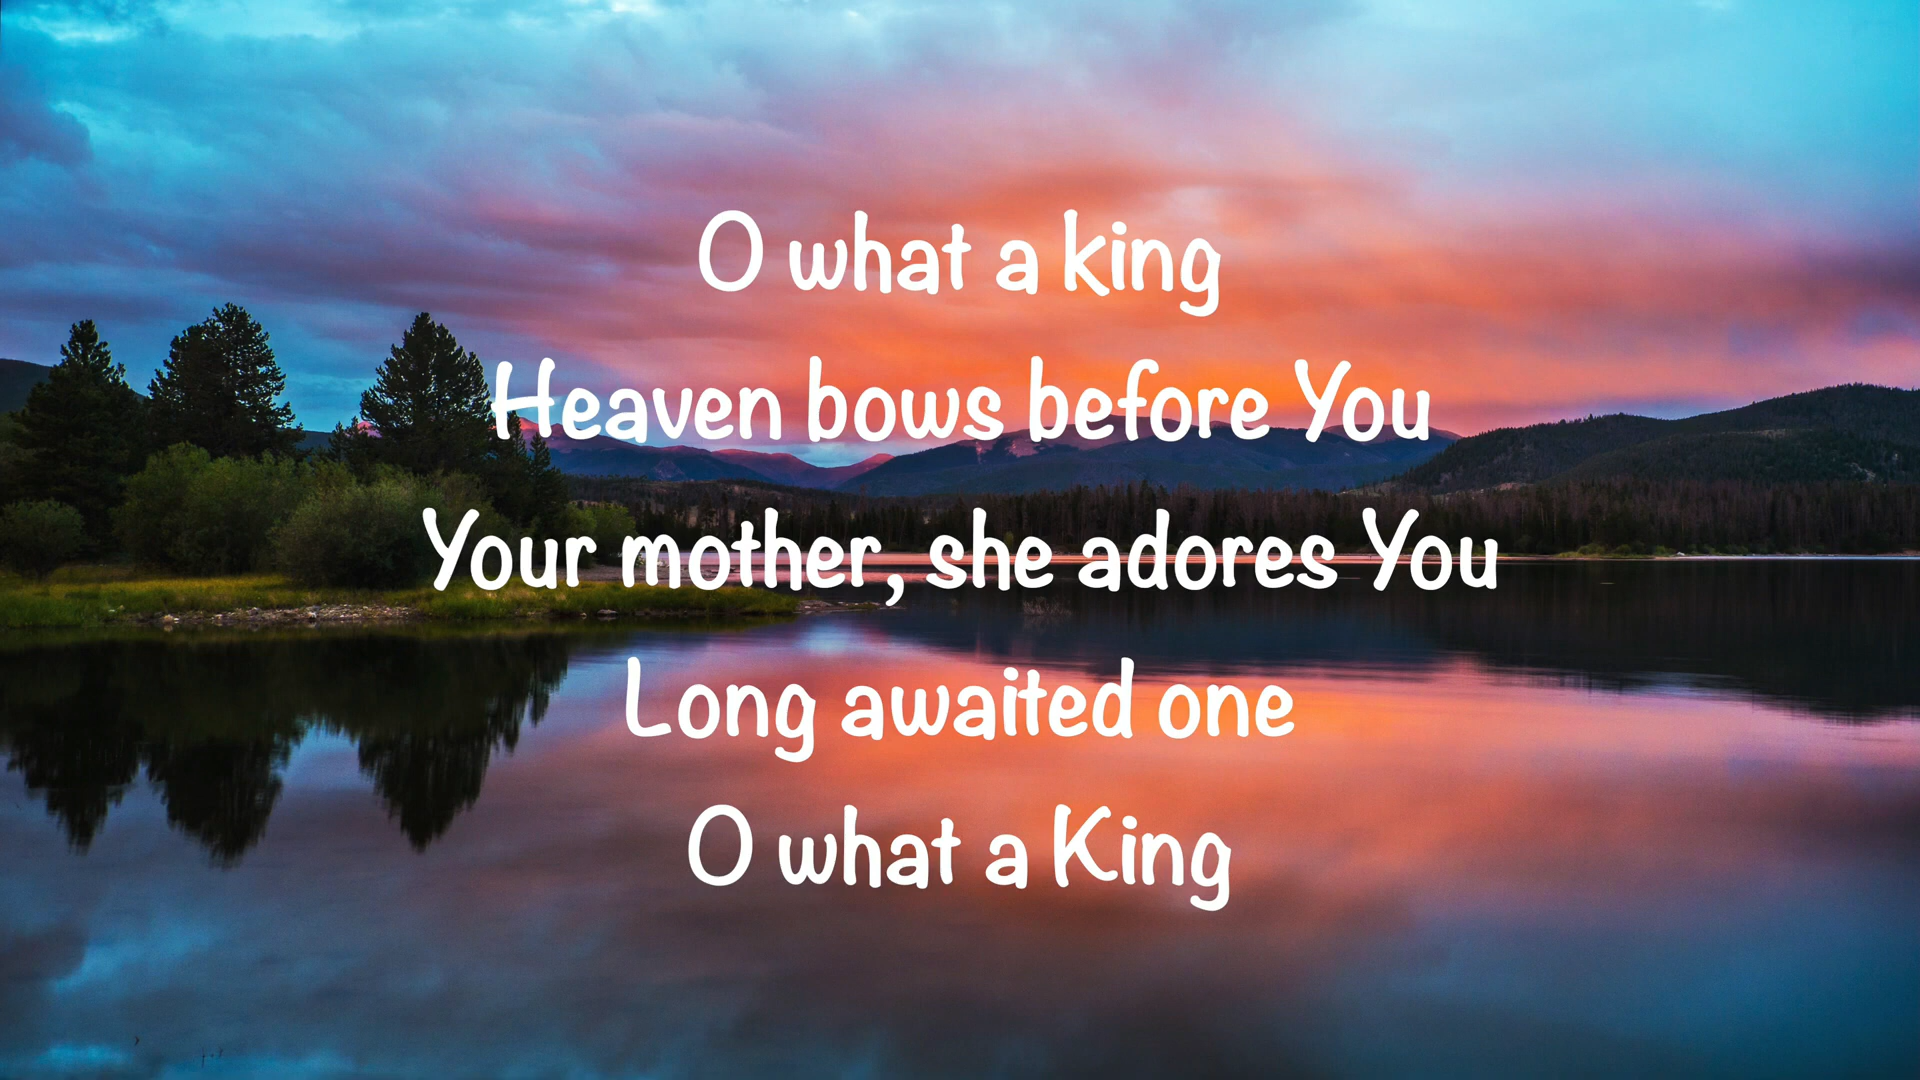 O what a king
Heaven bows before You
Your mother, she adores You
Long awaited one
O what a King